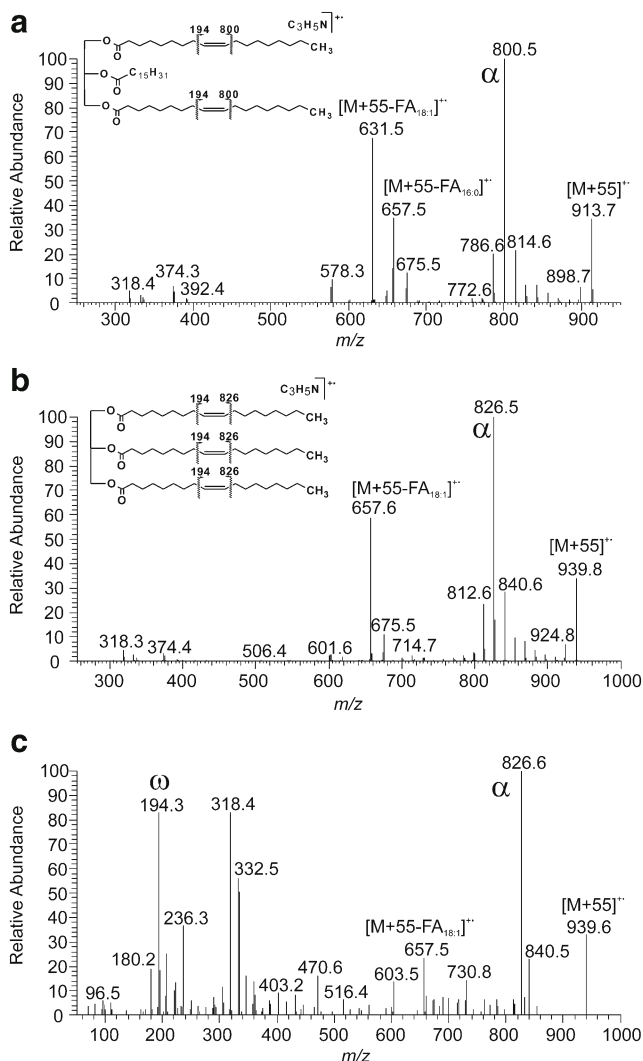 a
194 800
C3H5N +•
O O CH3
O C15H31 O
194 800
O O CH3
Relative Abundance
100
90
80
70
60
50
40
30
20
10
0
α
800.5
[M+55-FA18:1]+•
631.5
[M+55-FA16:0]+•
657.5
[M+55]+•
913.7
786.6 814.6
675.5
578.3
374.3
318.4 392.4
772.6 898.7
300 400 500 600 700 800 900
m/z
b
C3H5N +•
194 826
O O CH3
194 826
O O CH3
194 826
O O CH3
Relative Abundance
100
90
80
70
60
50
40
30
20
10
0
826.5
α
[M+55-FA18:1]+•
657.6
[M+55]+•
939.8
812.6 840.6
675.5
318.3 374.4 506.4 601.6 714.7 924.8
300 400 500 600 700 800 900 1000
m/z
c
Relative Abundance
100
90
80
70
60
50
40
30
20
10
0
826.6
ω α
194.3 318.4
332.5
[M+55]+•
939.6
236.3
[M+55-FA18:1]+•
657.5 840.5
180.2
470.6 603.5 730.8
96.5 403.2 516.4
100 200 300 400 500 600 700 800 900 1000
m/z